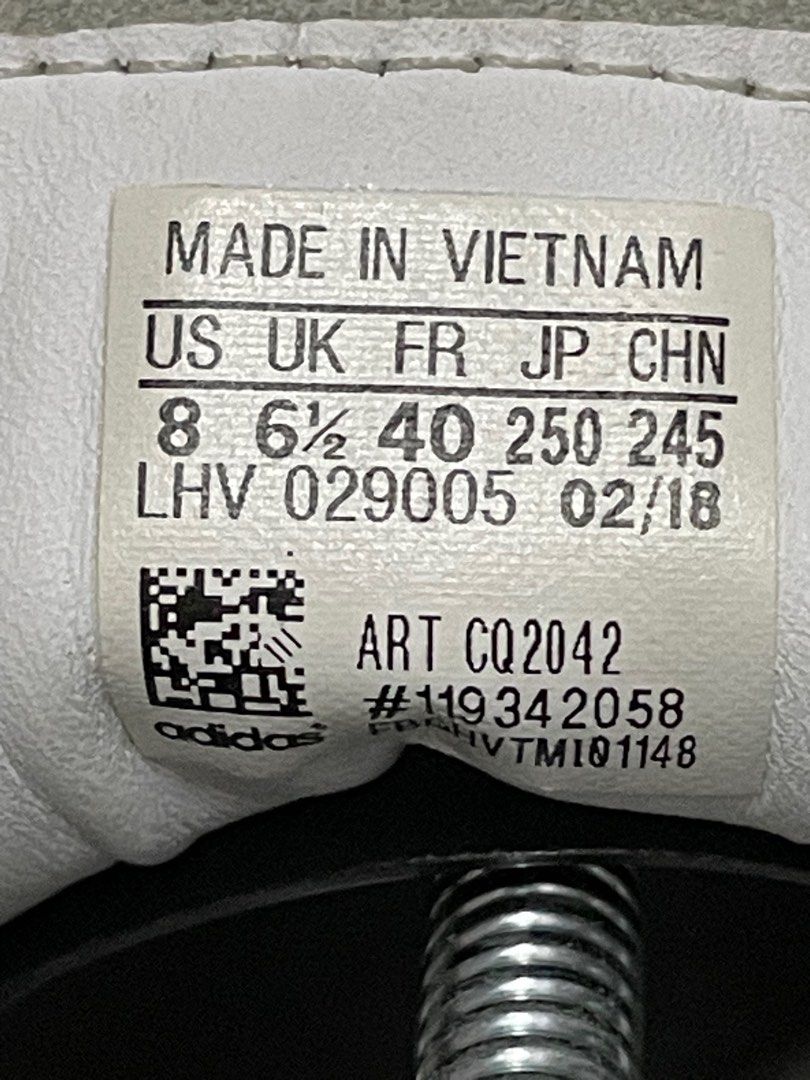 MADE IN VIETNAM
US UK FR JP CHN
8 6½ 40 250 245
LHV 029005 02/18
ART CQ2042
#119342058
adidas